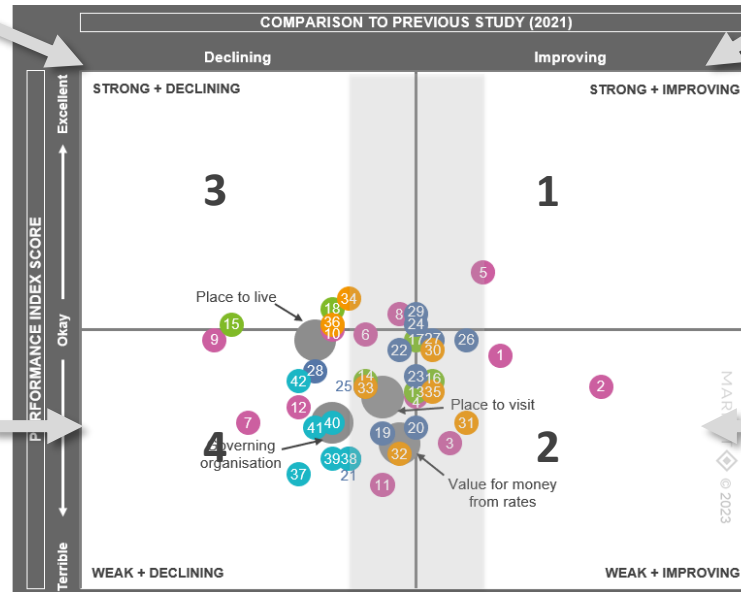 COMPARISON TO PREVIOUS STUDY (2021)
Declining
Improving
PERFORMANCE INDEX SCORE
Excellent
Okay
Terrible
STRONG + DECLINING
STRONG + IMPROVING
3
1
5
Place to live
34
18
8
29
15
36
24
9
10
6
17
27
26
22
30
1
28
42
14
23
16
2
25
33
13
35
12
4
Place to visit
7
41
40
19
20
31
4
Governing
organisation
32
3
2
39
38
37
21
11
Value for money
from rates
© 2023
WEAK + DECLINING
WEAK + IMPROVING